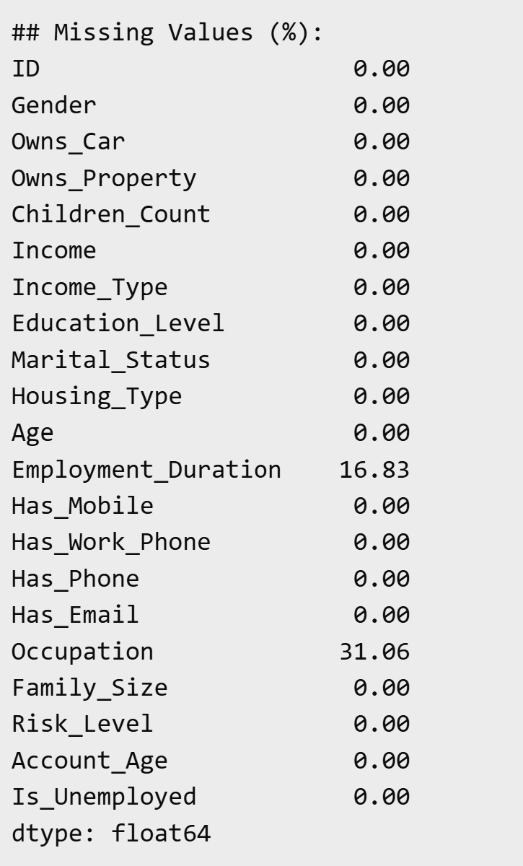 ## Missing Values (%):
ID                      0.00
Gender                  0.00
Owns_Car                0.00
Owns_Property           0.00
Children_Count          0.00
Income                  0.00
Income_Type             0.00
Education_Level         0.00
Marital_Status          0.00
Housing_Type            0.00
Age                     0.00
Employment_Duration    16.83
Has_Mobile              0.00
Has_Work_Phone          0.00
Has_Phone               0.00
Has_Email               0.00
Occupation             31.06
Family_Size             0.00
Risk_Level              0.00
Account_Age             0.00
Is_Unemployed           0.00
dtype: float64